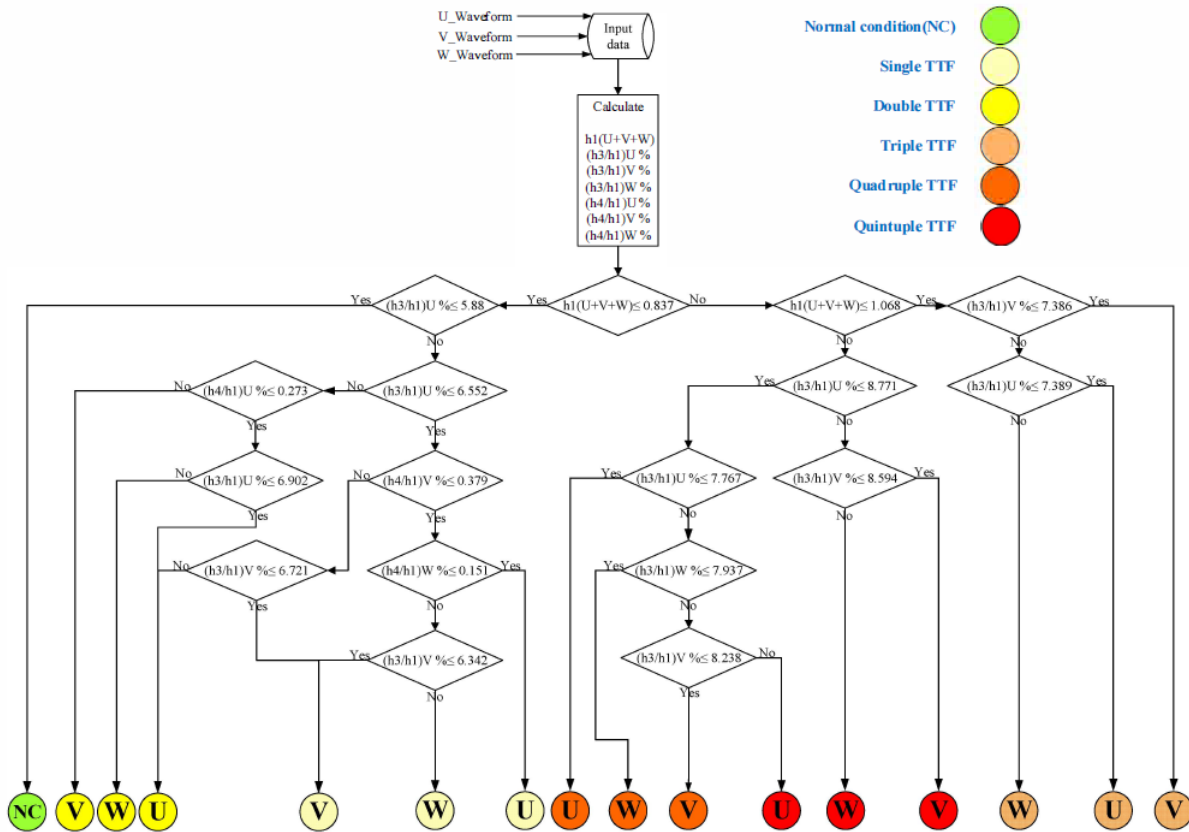 U_Waveform
V_Waveform
W_Waveform
Input
data
Normal condition(NC)
Single TTF
Double TTF
Triple TTF
Quadruple TTF
Quintuple TTF
Calculate
h1(U+V+W)
(h3/h1)U %
(h3/h1)V %
(h3/h1)W %
(h4/h1)U %
(h4/h1)V %
(h4/h1)W %
Yes
(h3/h1)U %≤ 5.88
Yes
h1(U+V+W)≤ 0.837
No
h1(U+V+W)≤ 1.068
Yes
(h3/h1)V %≤ 7.386
Yes
No
No
No
No
(h4/h1)U %≤ 0.273
No
(h3/h1)U %≤ 6.552
Yes
(h3/h1)U %≤ 8.771
(h3/h1)U %≤ 7.389
Yes
Yes
Yes
No
No
No
(h3/h1)U %≤ 6.902
No
(h4/h1)V %≤ 0.379
Yes
(h3/h1)U %≤ 7.767
(h3/h1)V %≤ 8.594
Yes
Yes
Yes
No
No
No
(h3/h1)V %≤ 6.721
(h4/h1)W %≤ 0.151
Yes
Yes
(h3/h1)W %≤ 7.937
Yes
No
No
Yes
(h3/h1)V %≤ 6.342
(h3/h1)V %≤ 8.238
No
No
Yes
NC
V
W
U
V
W
U
U
W
V
U
W
V
W
U
V